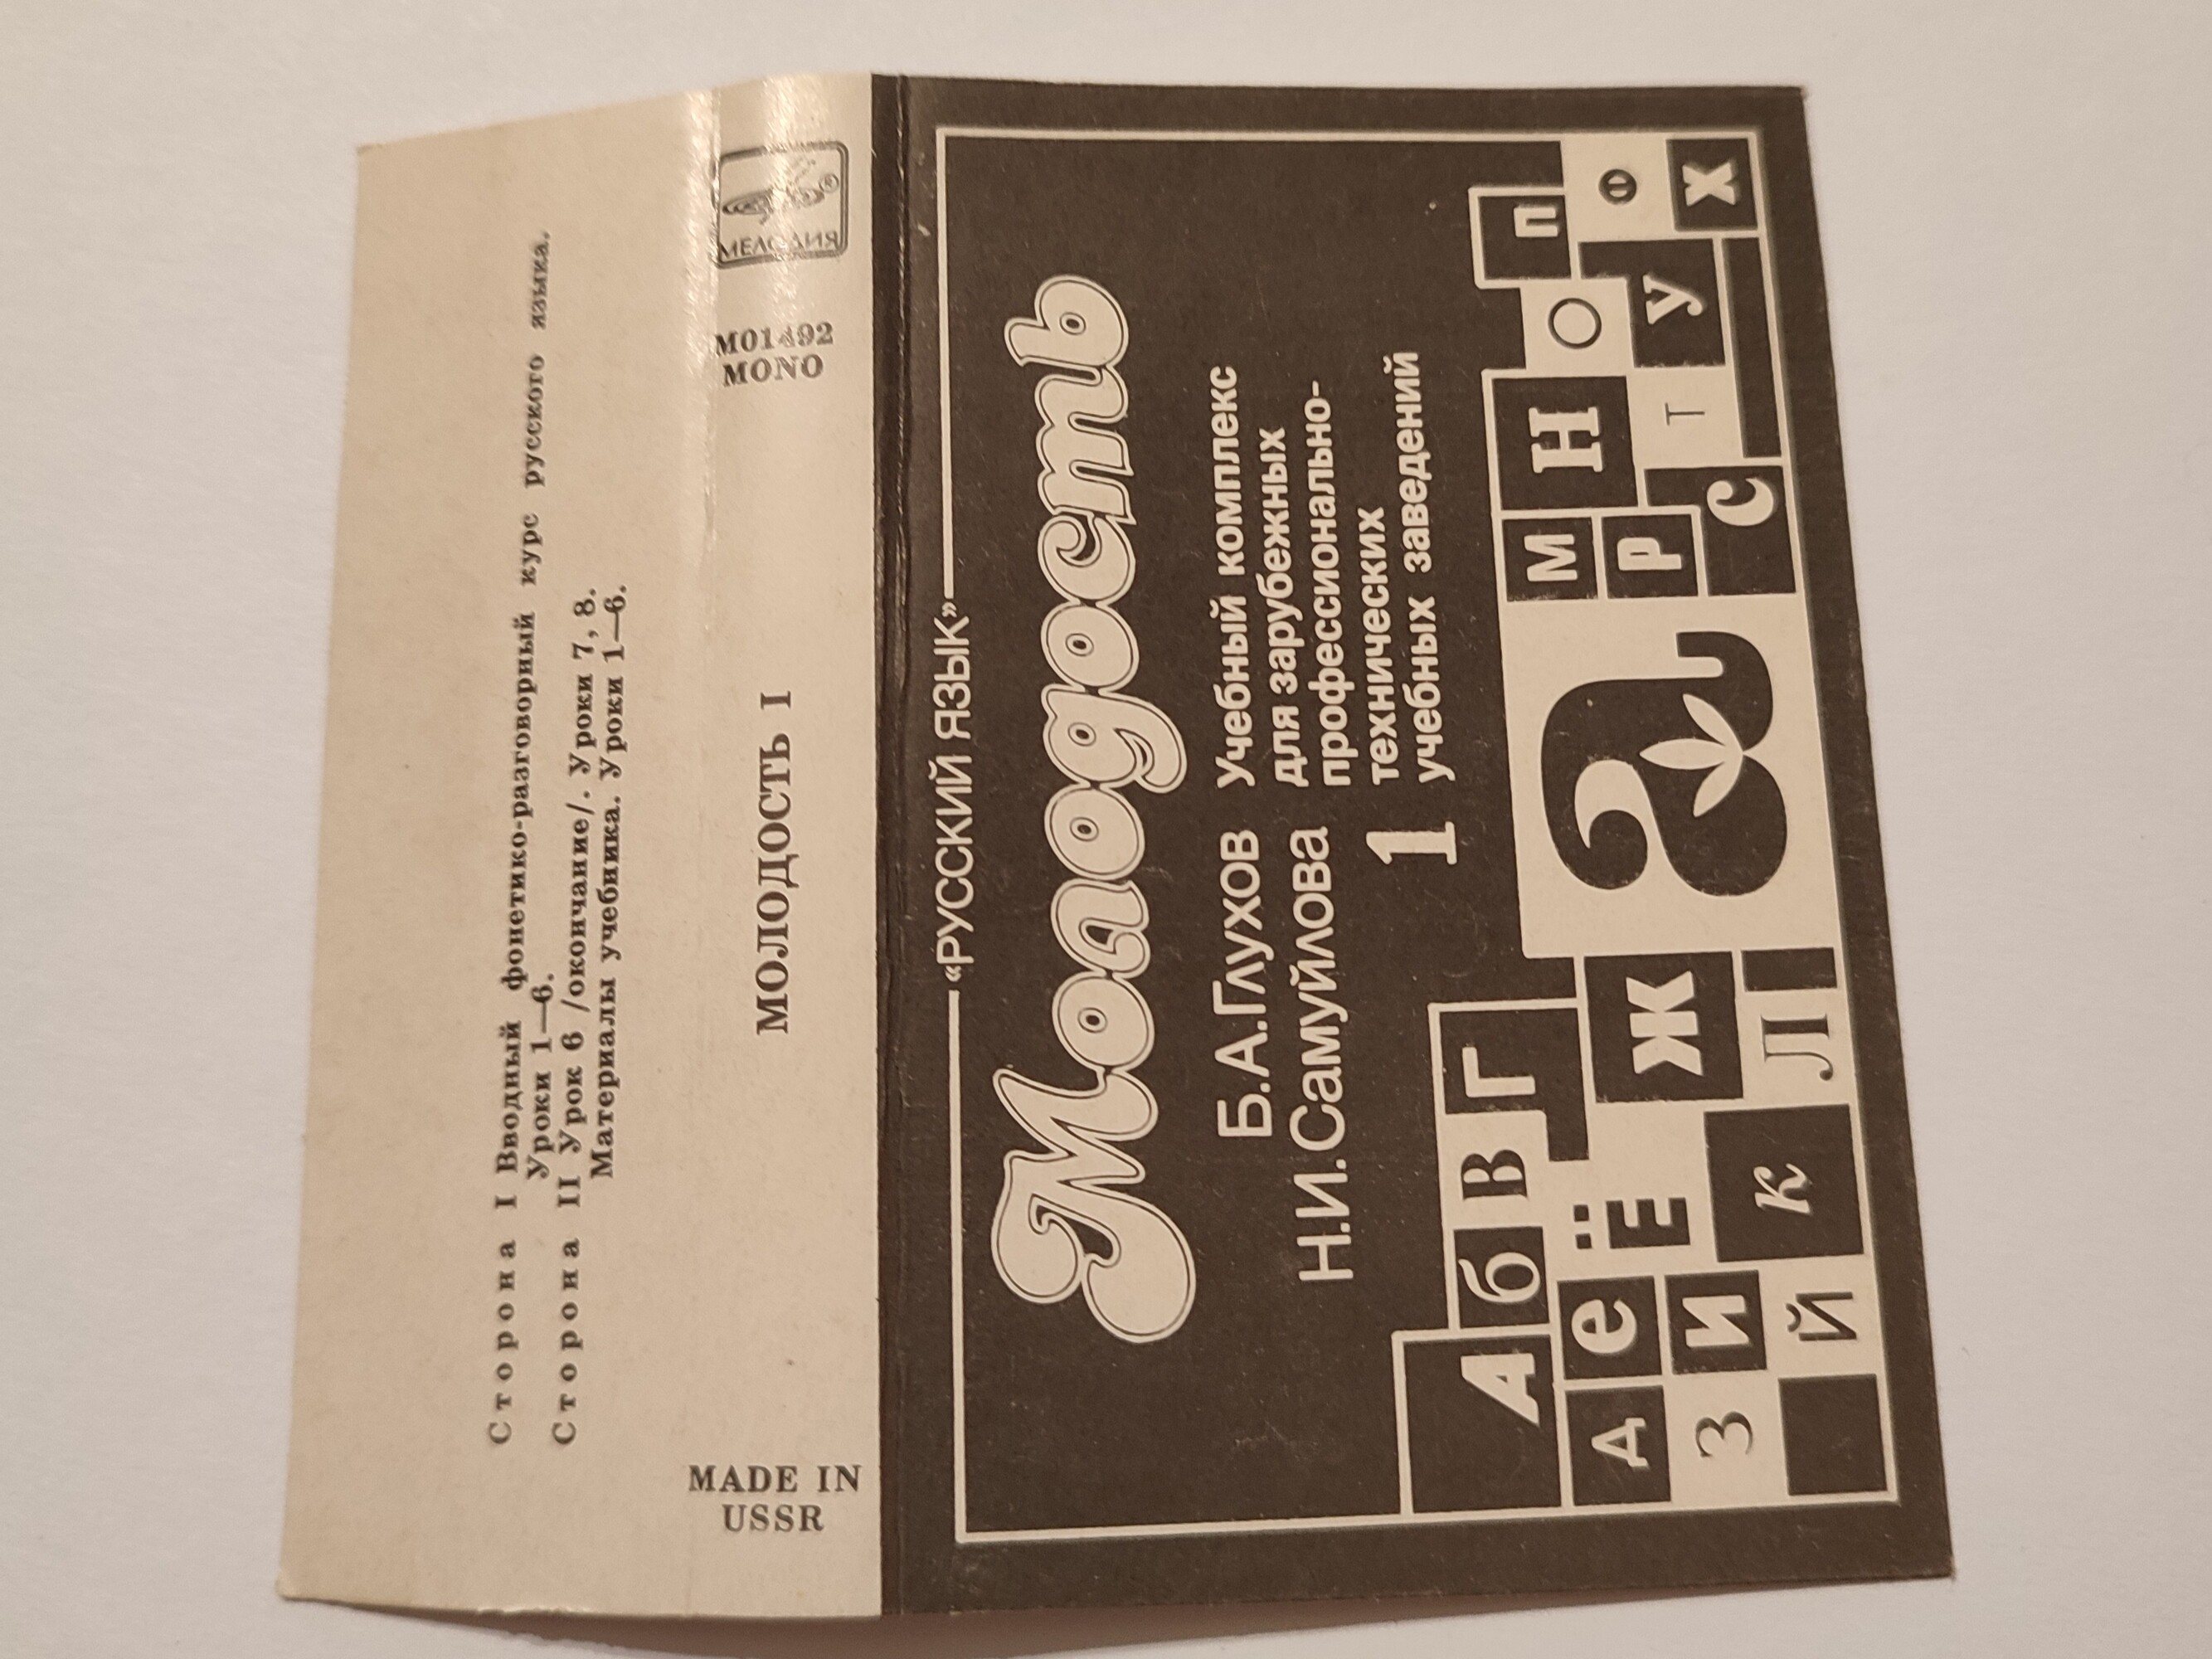 Сторона I Вводный фонетико-разговорный курс русского языка.
Уроки 1—6.
Сторона II Урок 6 /окончание/. Уроки 7, 8.
Материалы учебника. Уроки 1—6.
MADE IN
USSR
МОЛОДОСТЬ I
M01492
MONO
МЕЛОДИЯ
®
«РУССКИЙ ЯЗЫК»
Молодость
Б.А.Глухов
Н.И.Самуйлова
1
Учебный комплекс
для зарубежных
профессионально-
технических
учебных заведений
А б В Г
Д е Ё Ж
З И Й К Л
М Н О П
Р С Т У Ф Х